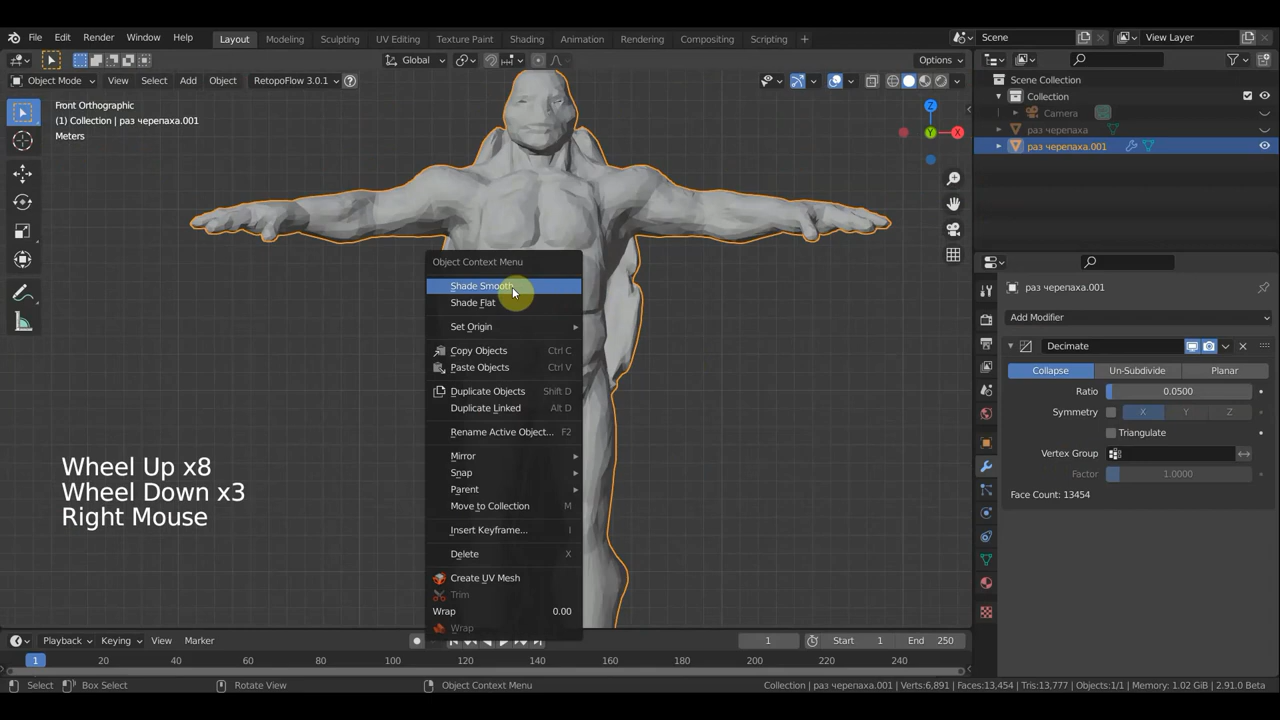 File Edit Render Window Help Layout Modeling Sculpting UV Editing Texture Paint Shading Animation Rendering Compositing Scripting + Scene View Layer
Global Options
Object Mode View Select Add Object RetopoFlow 3.0.1
Front Orthographic
(1) Collection | раз черепаха.001
Meters
Z
X
Y
Scene Collection
Collection
Camera
раз черепаха
раз черепаха.001
Object Context Menu
Shade Smooth
Shade Flat
Set Origin
Copy Objects Ctrl C
Paste Objects Ctrl V
Duplicate Objects Shift D
Duplicate Linked Alt D
Rename Active Object... F2
Mirror
Snap
Parent
Move to Collection M
Insert Keyframe... I
Delete X
Create UV Mesh
Trim
Wrap 0.00
Wrap
Wheel Up x8
Wheel Down x3
Right Mouse
раз черепаха.001
Add Modifier
Decimate
Collapse Un-Subdivide Planar
Ratio 0.0500
Symmetry X Y Z
Triangulate
Vertex Group
Factor 1.0000
Face Count: 13454
Playback Keying View Marker 1 Start 1 End 250
1 20 40 60 80 100 120 140 160 180 200 220 240
Select Box Select Rotate View Object Context Menu Collection | раз черепаха.001 | Verts:6,891 | Faces:13,454 | Tris:13,777 | Objects:1/1 | Memory: 1.02 GiB | 2.91.0 Beta